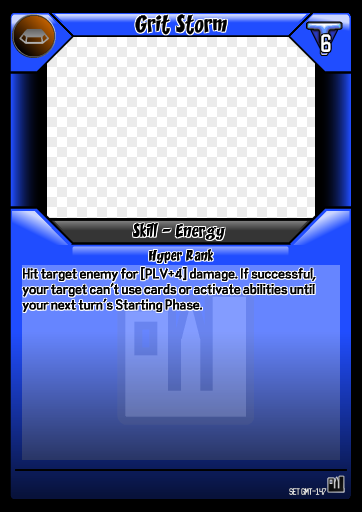 Grit Storm
6
Skill - Energy
Hyper Rank
Hit target enemy for [PLV+4] damage. If successful,
your target can't use cards or activate abilities until
your next turn's Starting Phase.
SET GMT-147